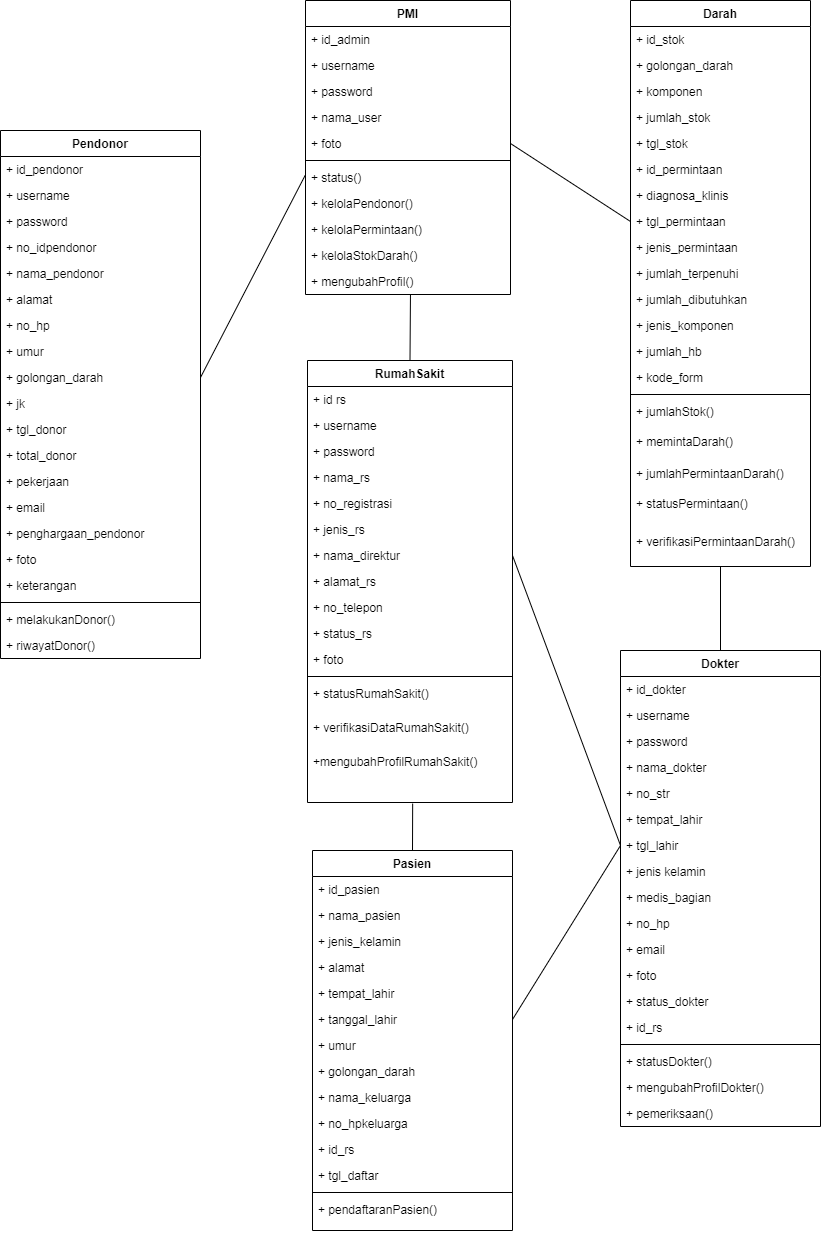 PMI
+ id_admin
+ username
+ password
+ nama_user
+ foto
+ status()
+ kelolaPendonor()
+ kelolaPermintaan()
+ kelolaStokDarah()
+ mengubahProfil()
Darah
+ id_stok
+ golongan_darah
+ komponen
+ jumlah_stok
+ tgl_stok
+ id_permintaan
+ diagnosa_klinis
+ tgl_permintaan
+ jenis_permintaan
+ jumlah_terpenuhi
+ jumlah_dibutuhkan
+ jenis_komponen
+ jumlah_hb
+ kode_form
+ jumlahStok()
+ memintaDarah()
+ jumlahPermintaanDarah()
+ statusPermintaan()
+ verifikasiPermintaanDarah()
Pendonor
+ id_pendonor
+ username
+ password
+ no_idpendonor
+ nama_pendonor
+ alamat
+ no_hp
+ umur
+ golongan_darah
+ jk
+ tgl_donor
+ total_donor
+ pekerjaan
+ email
+ penghargaan_pendonor
+ foto
+ keterangan
+ melakukanDonor()
+ riwayatDonor()
RumahSakit
+ id rs
+ username
+ password
+ nama_rs
+ no_registrasi
+ jenis_rs
+ nama_direktur
+ alamat_rs
+ no_telepon
+ status_rs
+ foto
+ statusRumahSakit()
+ verifikasiDataRumahSakit()
+mengubahProfilRumahSakit()
Dokter
+ id_dokter
+ username
+ password
+ nama_dokter
+ no_str
+ tempat_lahir
+ tgl_lahir
+ jenis kelamin
+ medis_bagian
+ no_hp
+ email
+ foto
+ status_dokter
+ id_rs
+ statusDokter()
+ mengubahProfilDokter()
+ pemeriksaan()
Pasien
+ id_pasien
+ nama_pasien
+ jenis_kelamin
+ alamat
+ tempat_lahir
+ tanggal_lahir
+ umur
+ golongan_darah
+ nama_keluarga
+ no_hpkeluarga
+ id_rs
+ tgl_daftar
+ pendaftaranPasien()